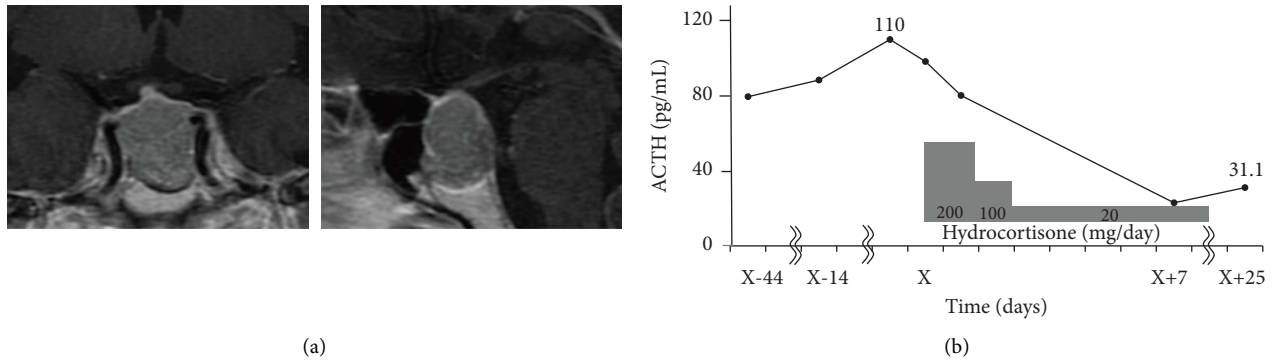 120
110
80
ACTH (pg/mL)
40
31.1
200 100 20
0
Hydrocortisone (mg/day)
X-44 X-14 X X+7 X+25
Time (days)
(a) (b)